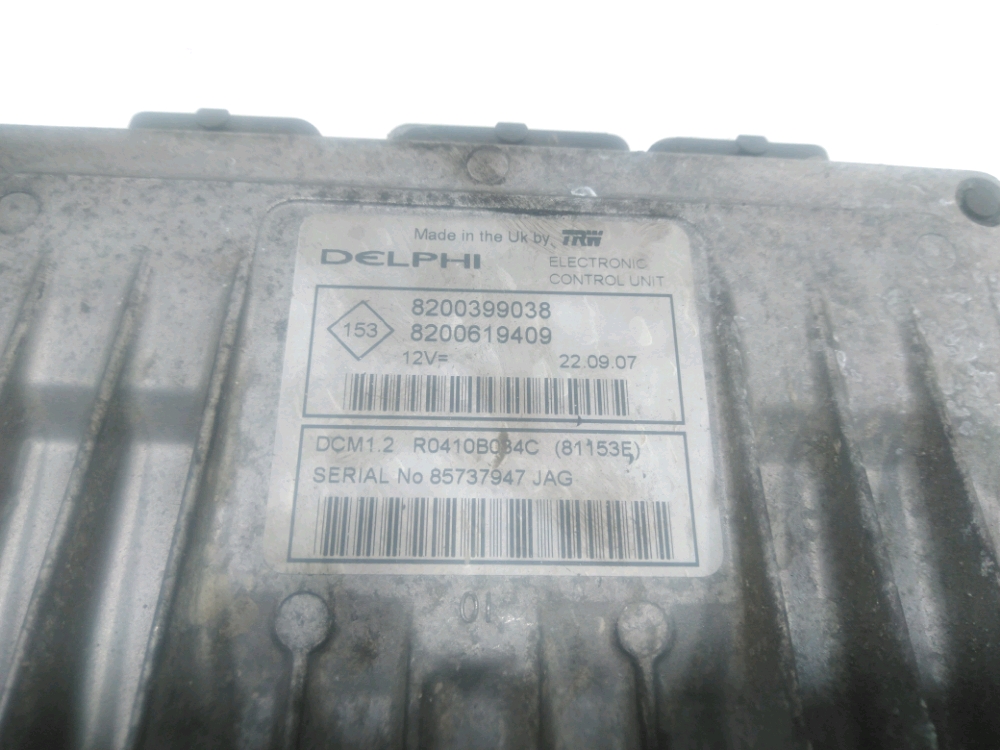 Made in the Uk by TRW
DELPHI ELECTRONIC
CONTROL UNIT
153
8200399038
8200619409
12V= 22.09.07
DCM1.2 R0410B034C (81153E)
SERIAL No 85737947 JAG